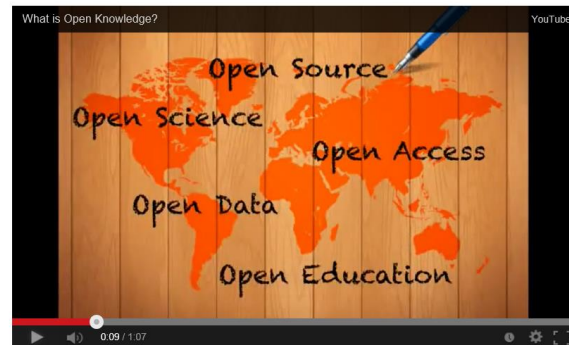 What is Open Knowledge?
YouTube
Open Source
Open Science
Open Access
Open Data
Open Education
0:09 / 1:07